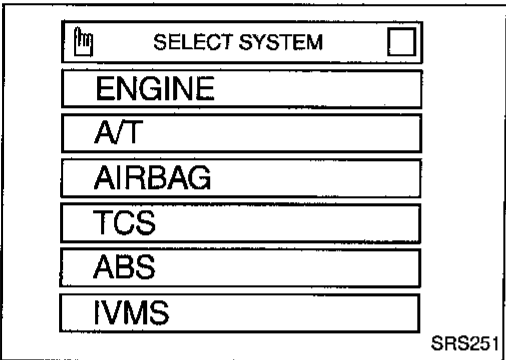 SELECT SYSTEM
ENGINE
A/T
AIRBAG
TCS
ABS
IVMS
SRS251